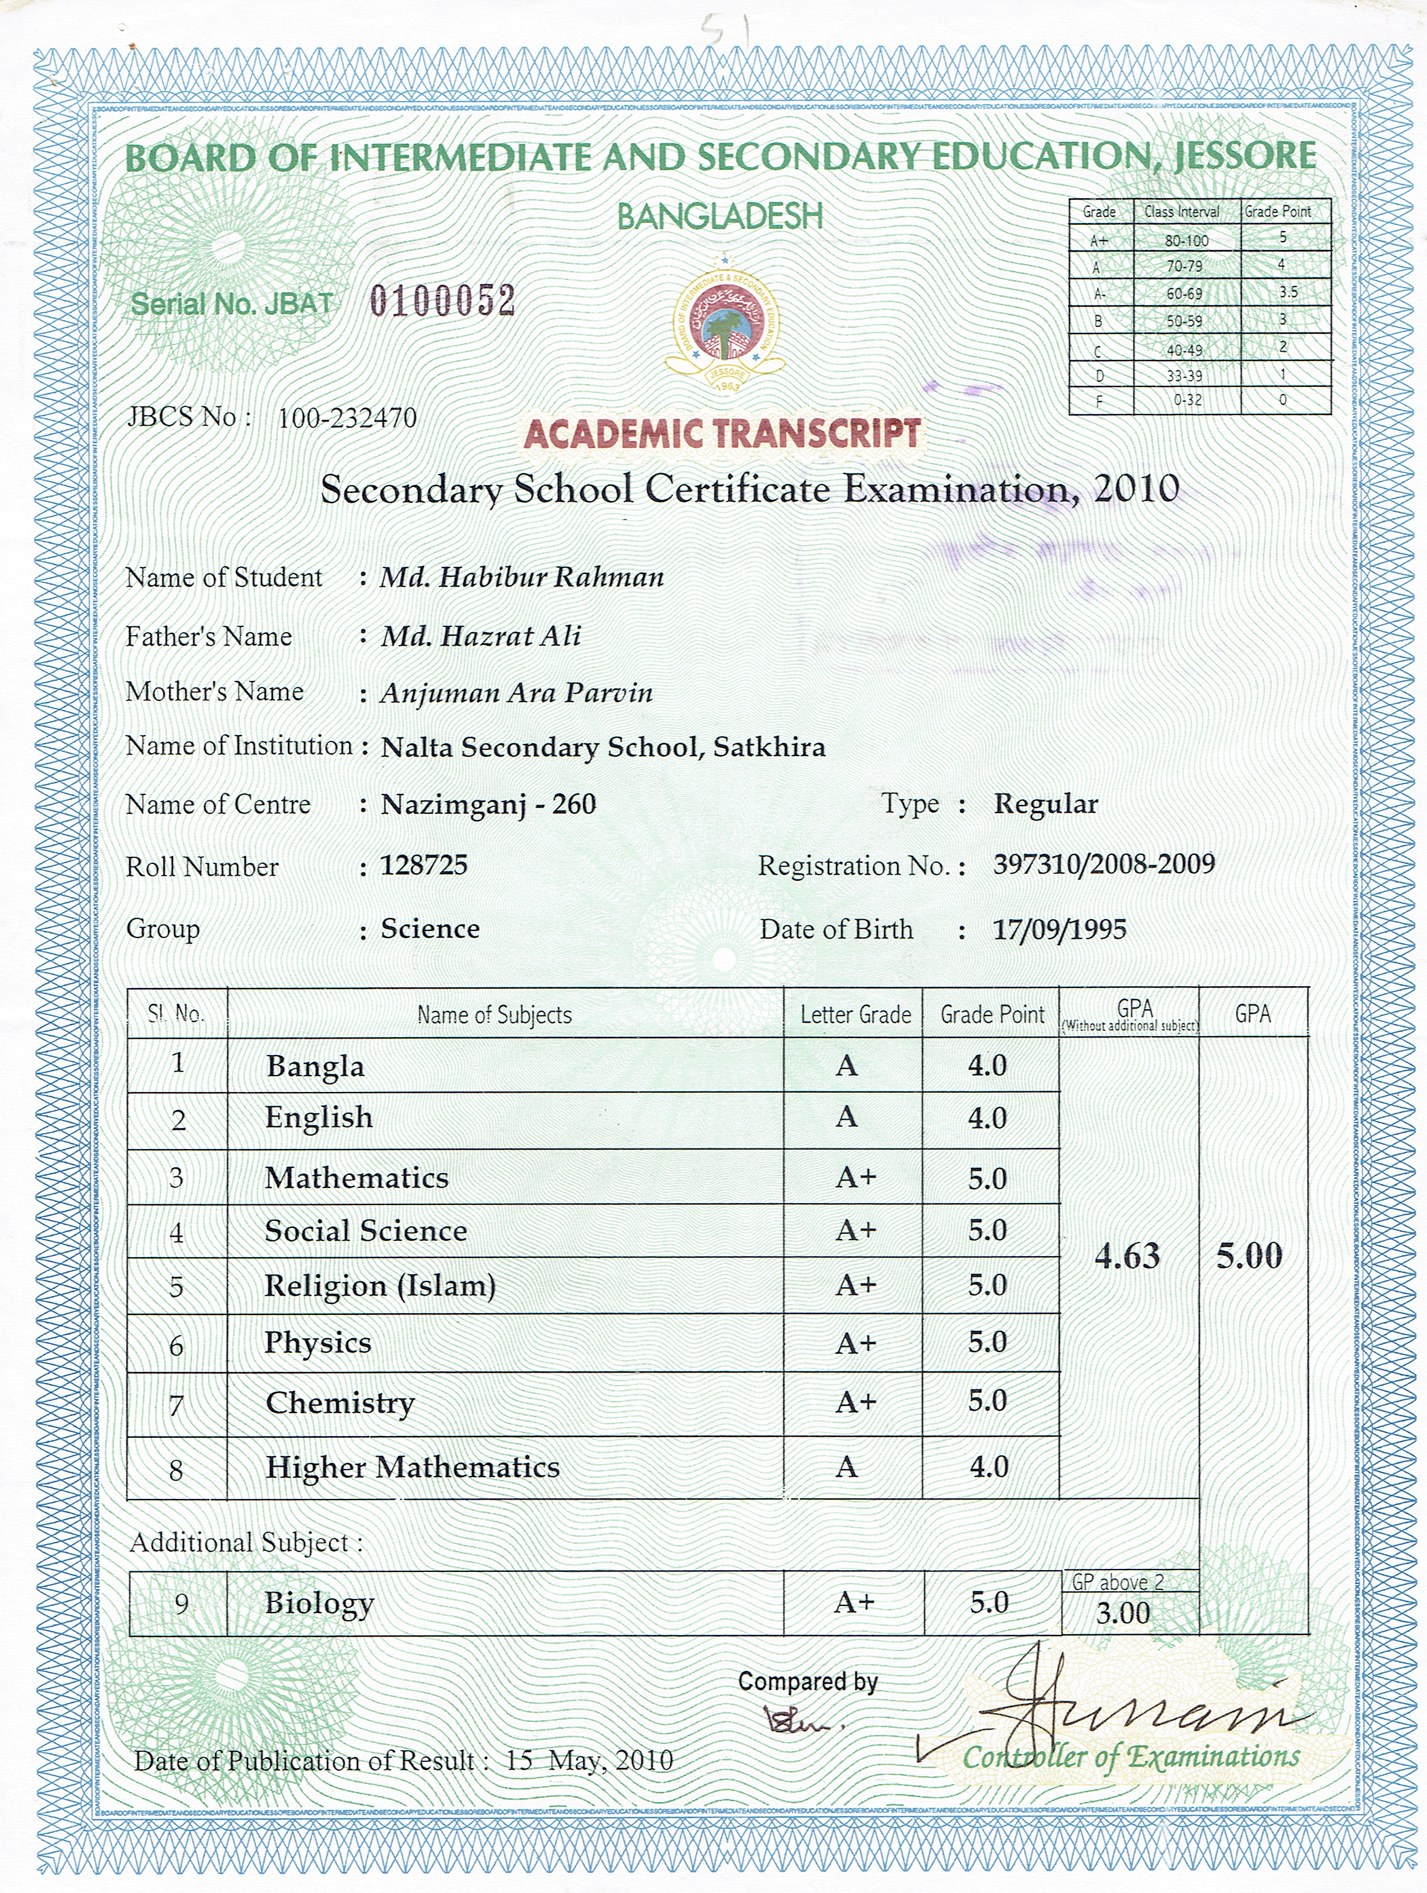 51
BOARD OF INTERMEDIATE AND SECONDARY EDUCATION, JESSORE
BANGLADESH
Grade Class Interval Grade Point
A+ 80-100 5
A 70-79 4
A- 60-69 3.5
B 50-59 3
C 40-49 2
D 33-39 1
F 0-32 0
Serial No. JBAT 0100052
BOARD OF INTERMEDIATE & SECONDARY EDUCATION
JESSORE
1963
JBCS No : 100-232470
ACADEMIC TRANSCRIPT
Secondary School Certificate Examination, 2010
Name of Student : Md. Habibur Rahman
Father's Name : Md. Hazrat Ali
Mother's Name : Anjuman Ara Parvin
Name of Institution : Nalta Secondary School, Satkhira
Name of Centre : Nazimganj - 260 Type : Regular
Roll Number : 128725 Registration No. : 397310/2008-2009
Group : Science Date of Birth : 17/09/1995
Sl. No. Name of Subjects Letter Grade Grade Point GPA (Without additional subject) GPA
1 Bangla A 4.0
2 English A 4.0
3 Mathematics A+ 5.0
4 Social Science A+ 5.0
4.63 5.00
5 Religion (Islam) A+ 5.0
6 Physics A+ 5.0
7 Chemistry A+ 5.0
8 Higher Mathematics A 4.0
Additional Subject :
9 Biology A+ 5.0 GP above 2 3.00
Compared by
Date of Publication of Result : 15 May, 2010
Controller of Examinations